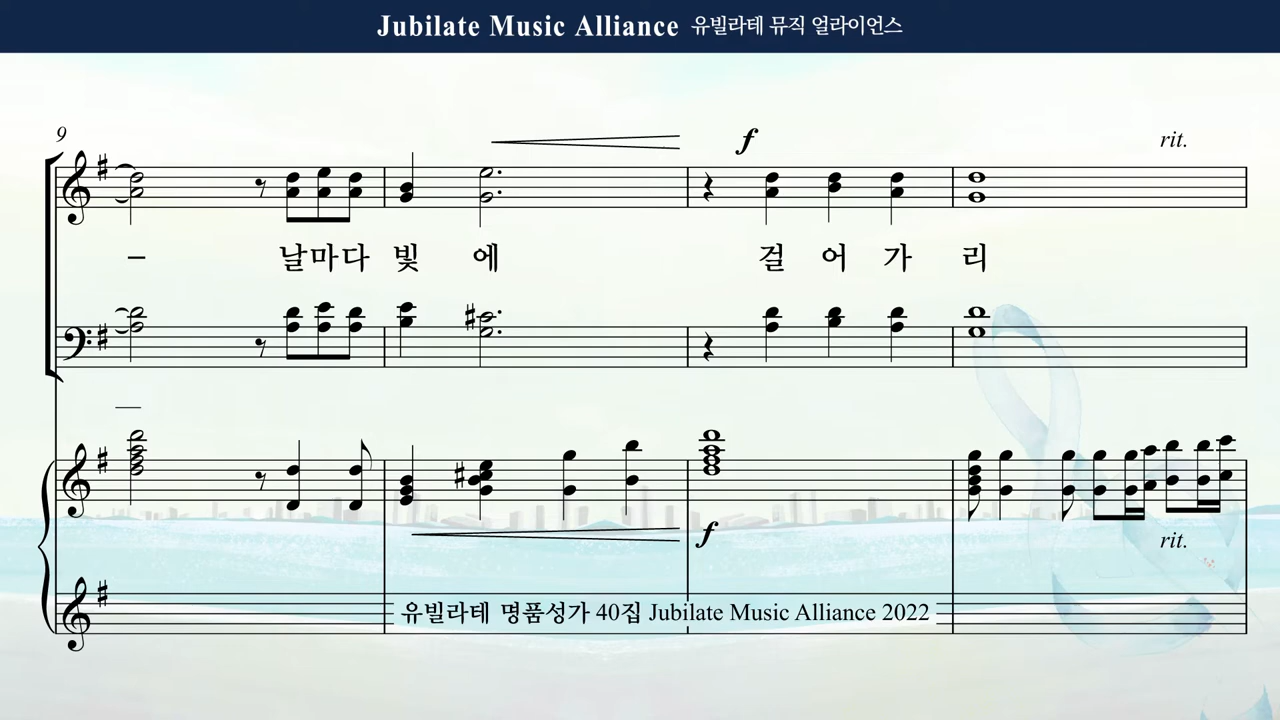 Jubilate Music Alliance 유빌라테 뮤직 얼라이언스
9
f
rit.
– 날마다 빛 에 걸 어 가 리
f
rit.
유빌라테 명품성가 40집 Jubilate Music Alliance 2022